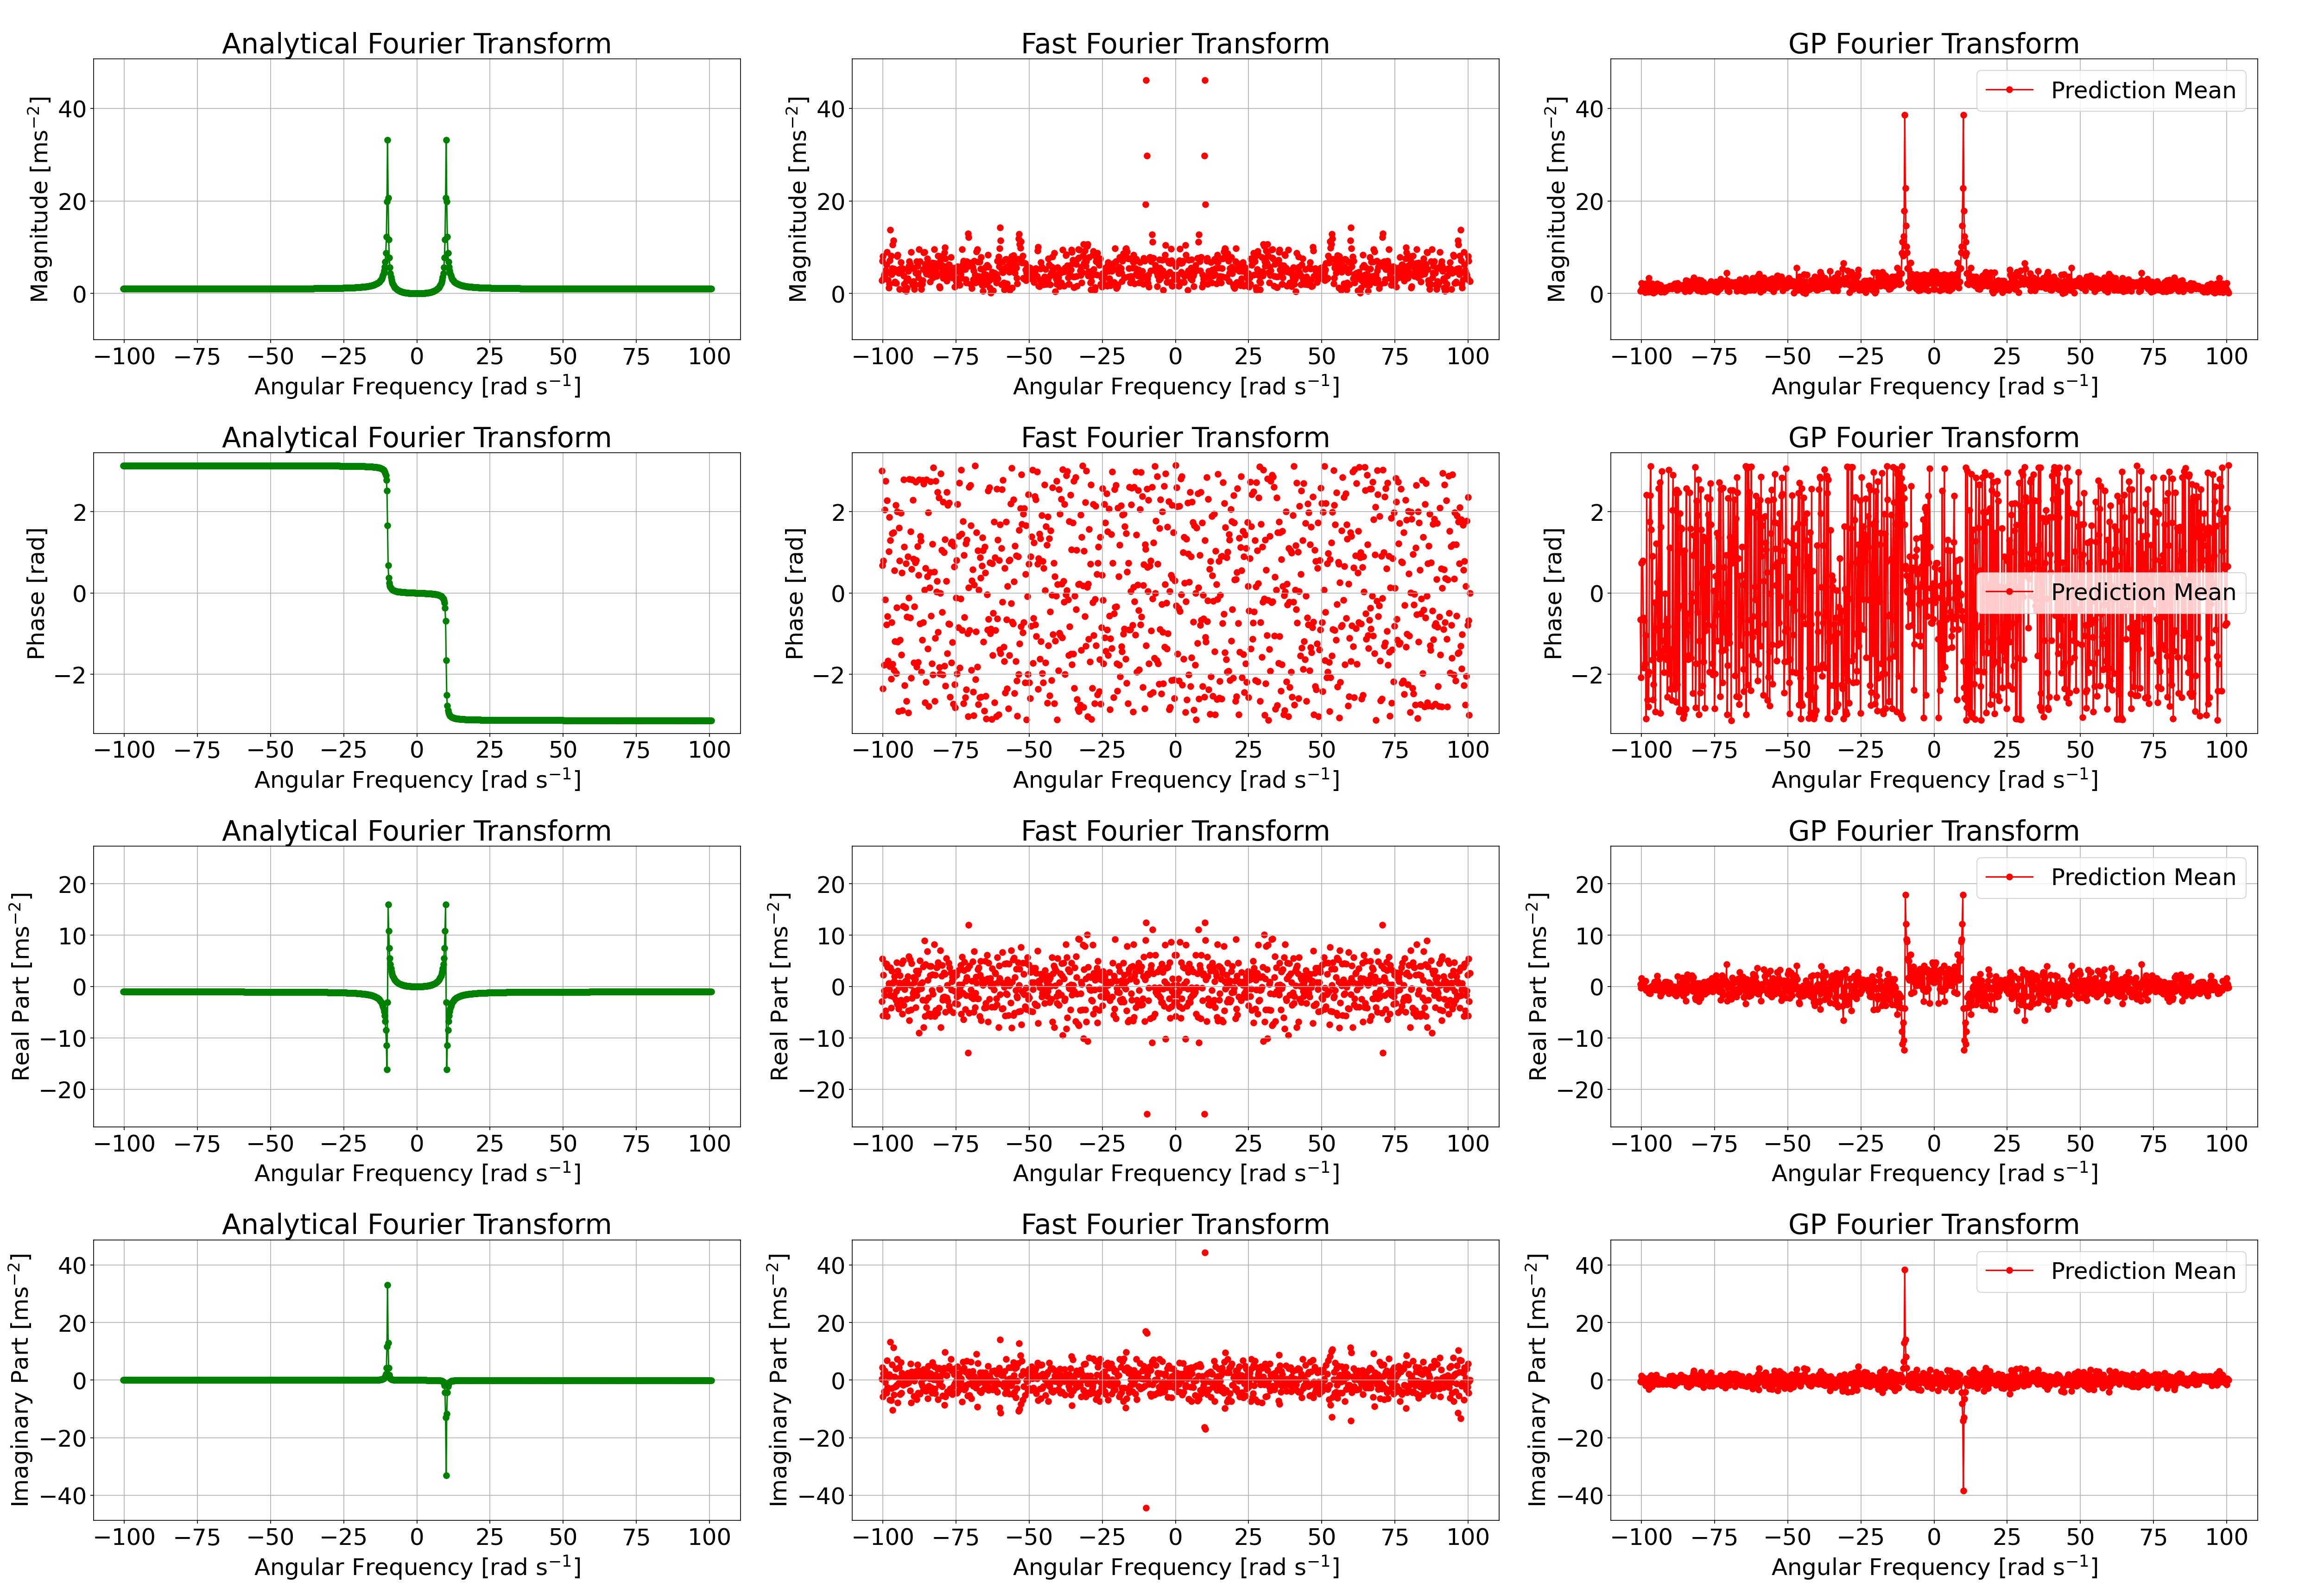 Analytical Fourier Transform
Magnitude [ms⁻²]
40
20
0
−100 −75 −50 −25 0 25 50 75 100
Angular Frequency [rad s⁻¹]
Fast Fourier Transform
Magnitude [ms⁻²]
40
20
0
−100 −75 −50 −25 0 25 50 75 100
Angular Frequency [rad s⁻¹]
GP Fourier Transform
Prediction Mean
Magnitude [ms⁻²]
40
20
0
−100 −75 −50 −25 0 25 50 75 100
Angular Frequency [rad s⁻¹]
Analytical Fourier Transform
Phase [rad]
2
0
−2
−100 −75 −50 −25 0 25 50 75 100
Angular Frequency [rad s⁻¹]
Fast Fourier Transform
Phase [rad]
2
0
−2
−100 −75 −50 −25 0 25 50 75 100
Angular Frequency [rad s⁻¹]
GP Fourier Transform
Prediction Mean
Phase [rad]
2
0
−2
−100 −75 −50 −25 0 25 50 75 100
Angular Frequency [rad s⁻¹]
Analytical Fourier Transform
Real Part [ms⁻²]
20
10
0
−10
−20
−100 −75 −50 −25 0 25 50 75 100
Angular Frequency [rad s⁻¹]
Fast Fourier Transform
Real Part [ms⁻²]
20
10
0
−10
−20
−100 −75 −50 −25 0 25 50 75 100
Angular Frequency [rad s⁻¹]
GP Fourier Transform
Prediction Mean
Real Part [ms⁻²]
20
10
0
−10
−20
−100 −75 −50 −25 0 25 50 75 100
Angular Frequency [rad s⁻¹]
Analytical Fourier Transform
Imaginary Part [ms⁻²]
40
20
0
−20
−40
−100 −75 −50 −25 0 25 50 75 100
Angular Frequency [rad s⁻¹]
Fast Fourier Transform
Imaginary Part [ms⁻²]
40
20
0
−20
−40
−100 −75 −50 −25 0 25 50 75 100
Angular Frequency [rad s⁻¹]
GP Fourier Transform
Prediction Mean
Imaginary Part [ms⁻²]
40
20
0
−20
−40
−100 −75 −50 −25 0 25 50 75 100
Angular Frequency [rad s⁻¹]